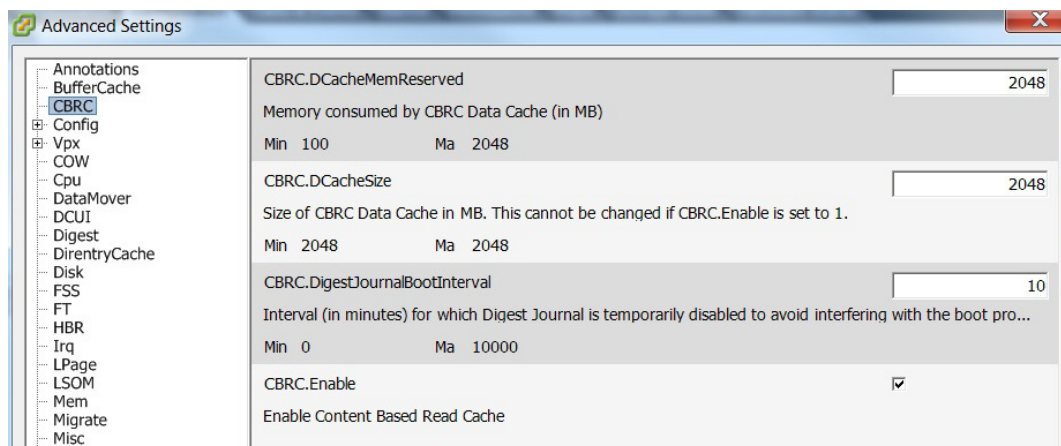 Advanced Settings
X
Annotations
BufferCache
CBRC
Config
Vpx
COW
Cpu
DataMover
DCUI
Digest
DirentryCache
Disk
FSS
FT
HBR
Irq
LPage
LSOM
Mem
Migrate
Misc
CBRC.DCacheMemReserved 2048
Memory consumed by CBRC Data Cache (in MB)
Min 100 Ma 2048
CBRC.DCacheSize 2048
Size of CBRC Data Cache in MB. This cannot be changed if CBRC.Enable is set to 1.
Min 2048 Ma 2048
CBRC.DigestJournalBootInterval 10
Interval (in minutes) for which Digest Journal is temporarily disabled to avoid interfering with the boot pro...
Min 0 Ma 10000
CBRC.Enable
Enable Content Based Read Cache